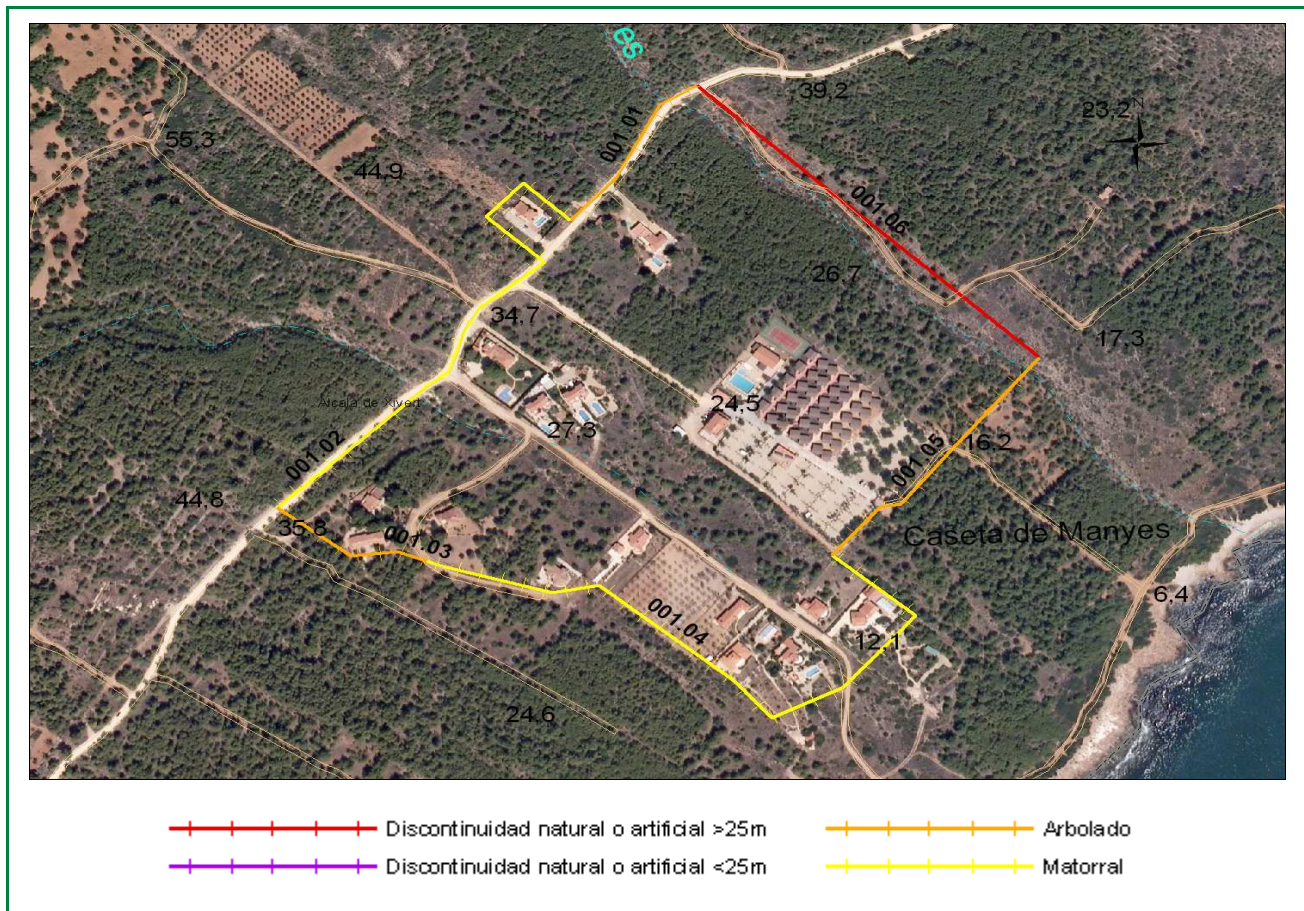 es
39,2
23,2
N
001.01
55,3
44,9
001.06
26,7
34,7
17,3
Alcalà de Xivert
24,5
27,3
001.02
001.05
16,2
44,8
35,8
001.03
Caseta de Manyes
6,4
001.04
12,1
24,6
Discontinuidad natural o artificial >25m
Arbolado
Discontinuidad natural o artificial <25m
Matorral